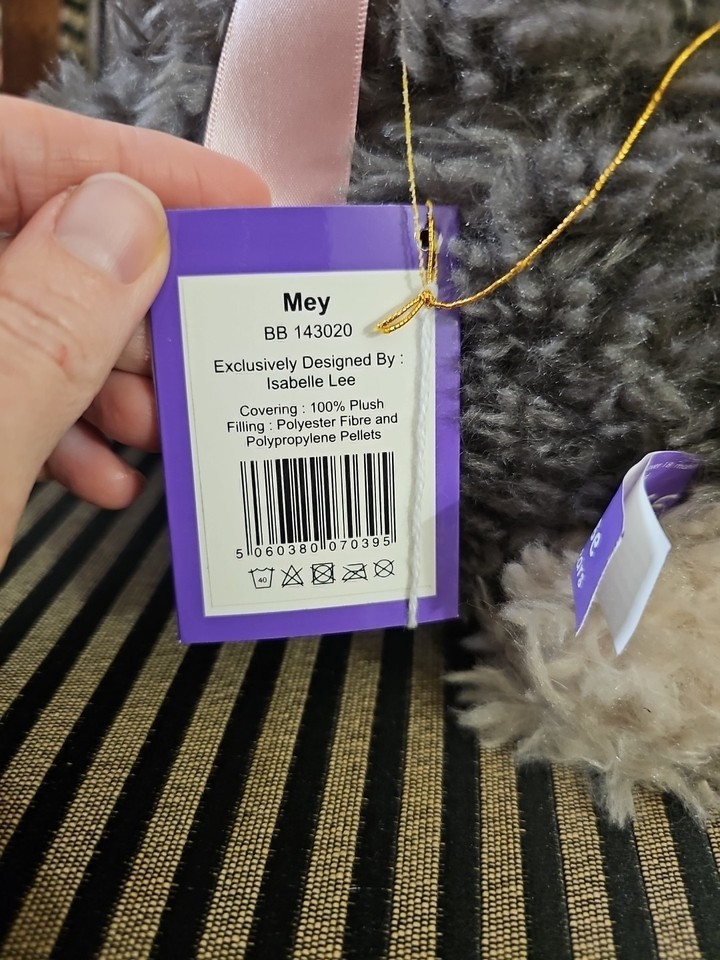 Mey
BB 143020
Exclusively Designed By :
Isabelle Lee
Covering : 100% Plush
Filling : Polyester Fibre and
Polypropylene Pellets
5 060380 070395
40